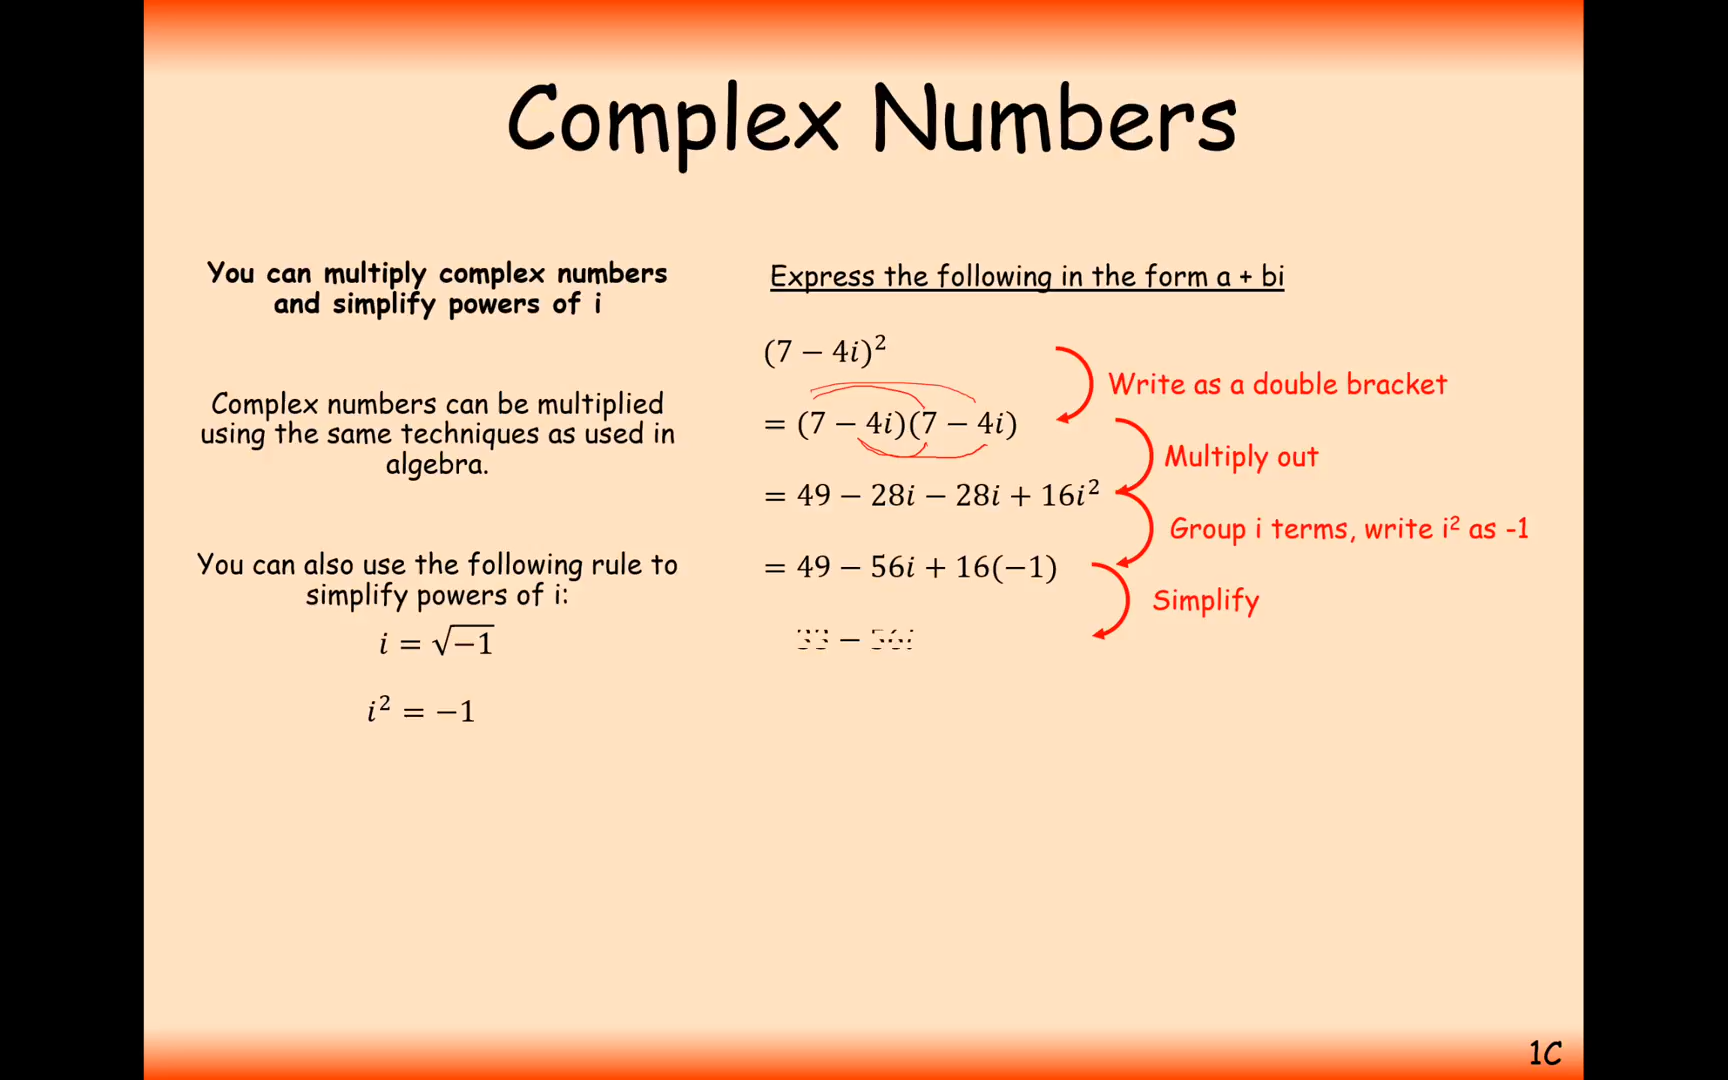 Complex Numbers
You can multiply complex numbers
and simplify powers of i
Complex numbers can be multiplied
using the same techniques as used in
algebra.
You can also use the following rule to
simplify powers of i:
i = √−1
i² = −1
Express the following in the form a + bi
(7 − 4i)²
= (7 − 4i)(7 − 4i)
= 49 − 28i − 28i + 16i²
= 49 − 56i + 16(−1)
33 − 56i
Write as a double bracket
Multiply out
Group i terms, write i² as -1
Simplify
1C